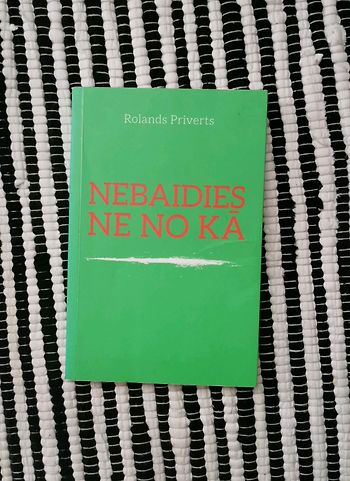 Rolands Priverts
NEBAIDIES
NE NO KĀ